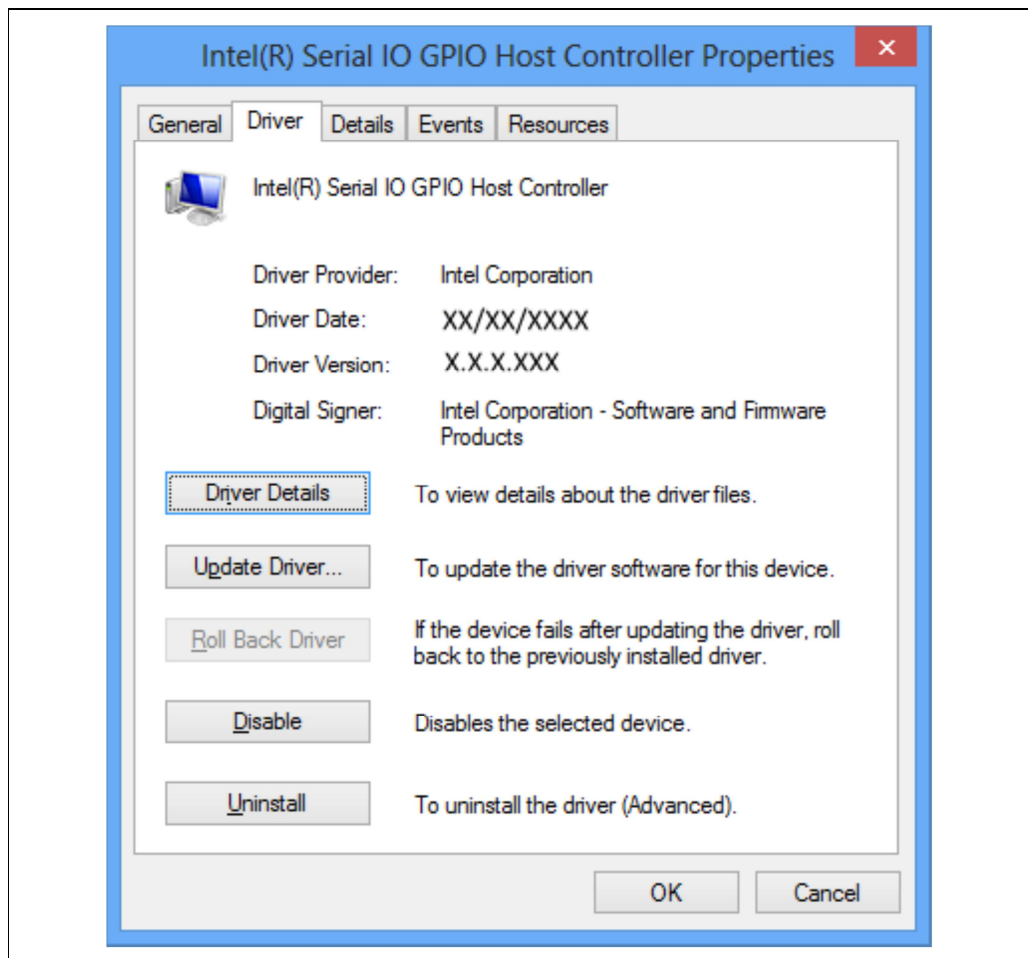 Intel(R) Serial IO GPIO Host Controller Properties
General Driver Details Events Resources
Intel(R) Serial IO GPIO Host Controller
Driver Provider: Intel Corporation
Driver Date: XX/XX/XXXX
Driver Version: X.X.X.XXX
Digital Signer: Intel Corporation - Software and Firmware
Products
Driver Details To view details about the driver files.
Update Driver... To update the driver software for this device.
Roll Back Driver If the device fails after updating the driver, roll
back to the previously installed driver.
Disable Disables the selected device.
Uninstall To uninstall the driver (Advanced).
OK Cancel